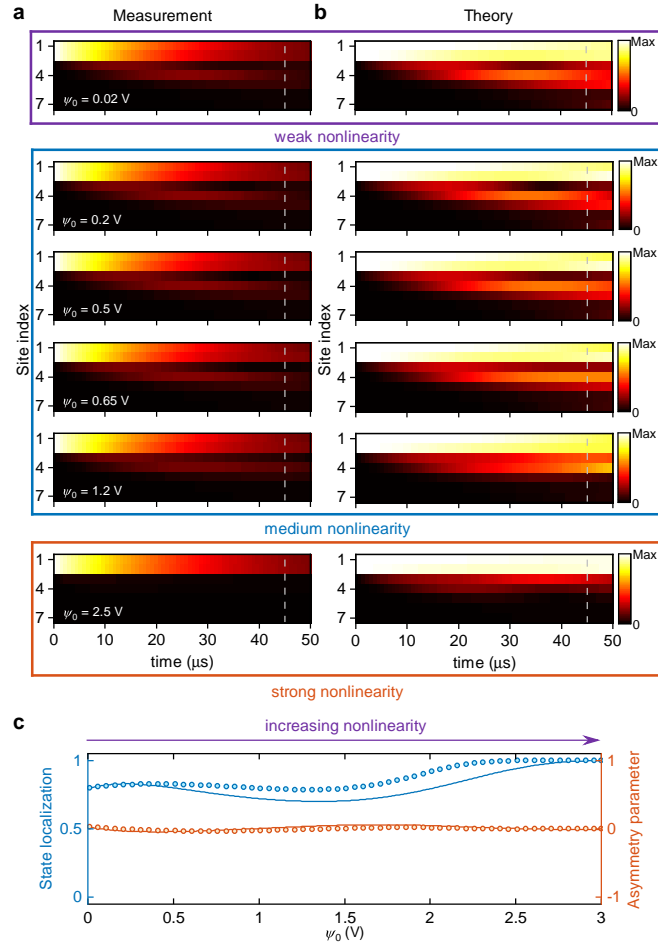 a Measurement b Theory
1
4
7
ψ0 = 0.02 V
Max
0
weak nonlinearity
Site index
Site index
1
4
7
ψ0 = 0.2 V
Max
0
1
4
7
ψ0 = 0.5 V
Max
0
1
4
7
ψ0 = 0.65 V
Max
0
1
4
7
ψ0 = 1.2 V
Max
0
medium nonlinearity
1
4
7
ψ0 = 2.5 V
Max
0
0 10 20 30 40 50 0 10 20 30 40 50
time (μs) time (μs)
strong nonlinearity
c
increasing nonlinearity
State localization
1
0.5
0
1
0
-1
Asymmetry parameter
0 0.5 1 1.5 2 2.5 3
ψ0 (V)